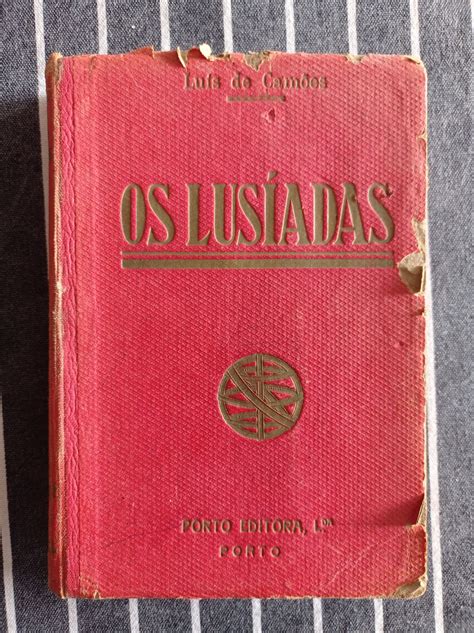 Luís de Camões
OS LUSÍADAS
PORTO EDITORA, L.DA
PORTO